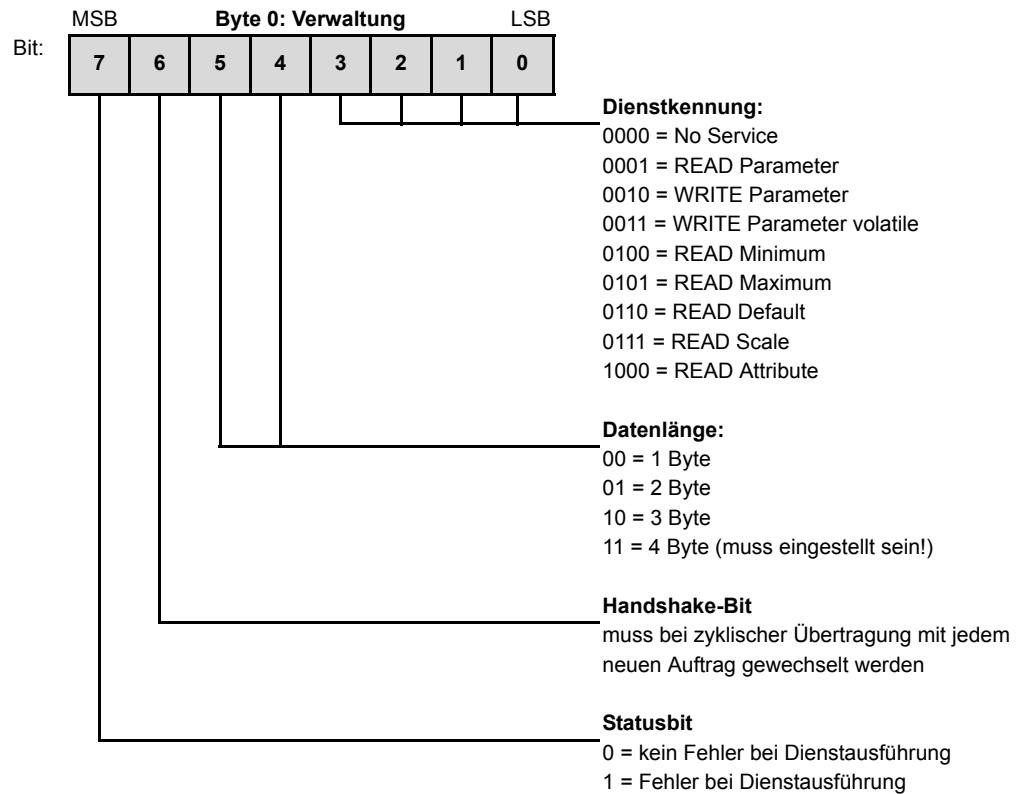 MSB Byte 0: Verwaltung LSB
Bit:
7 6 5 4 3 2 1 0
Dienstkennung:
0000 = No Service
0001 = READ Parameter
0010 = WRITE Parameter
0011 = WRITE Parameter volatile
0100 = READ Minimum
0101 = READ Maximum
0110 = READ Default
0111 = READ Scale
1000 = READ Attribute
Datenlänge:
00 = 1 Byte
01 = 2 Byte
10 = 3 Byte
11 = 4 Byte (muss eingestellt sein!)
Handshake-Bit
muss bei zyklischer Übertragung mit jedem
neuen Auftrag gewechselt werden
Statusbit
0 = kein Fehler bei Dienstausführung
1 = Fehler bei Dienstausführung